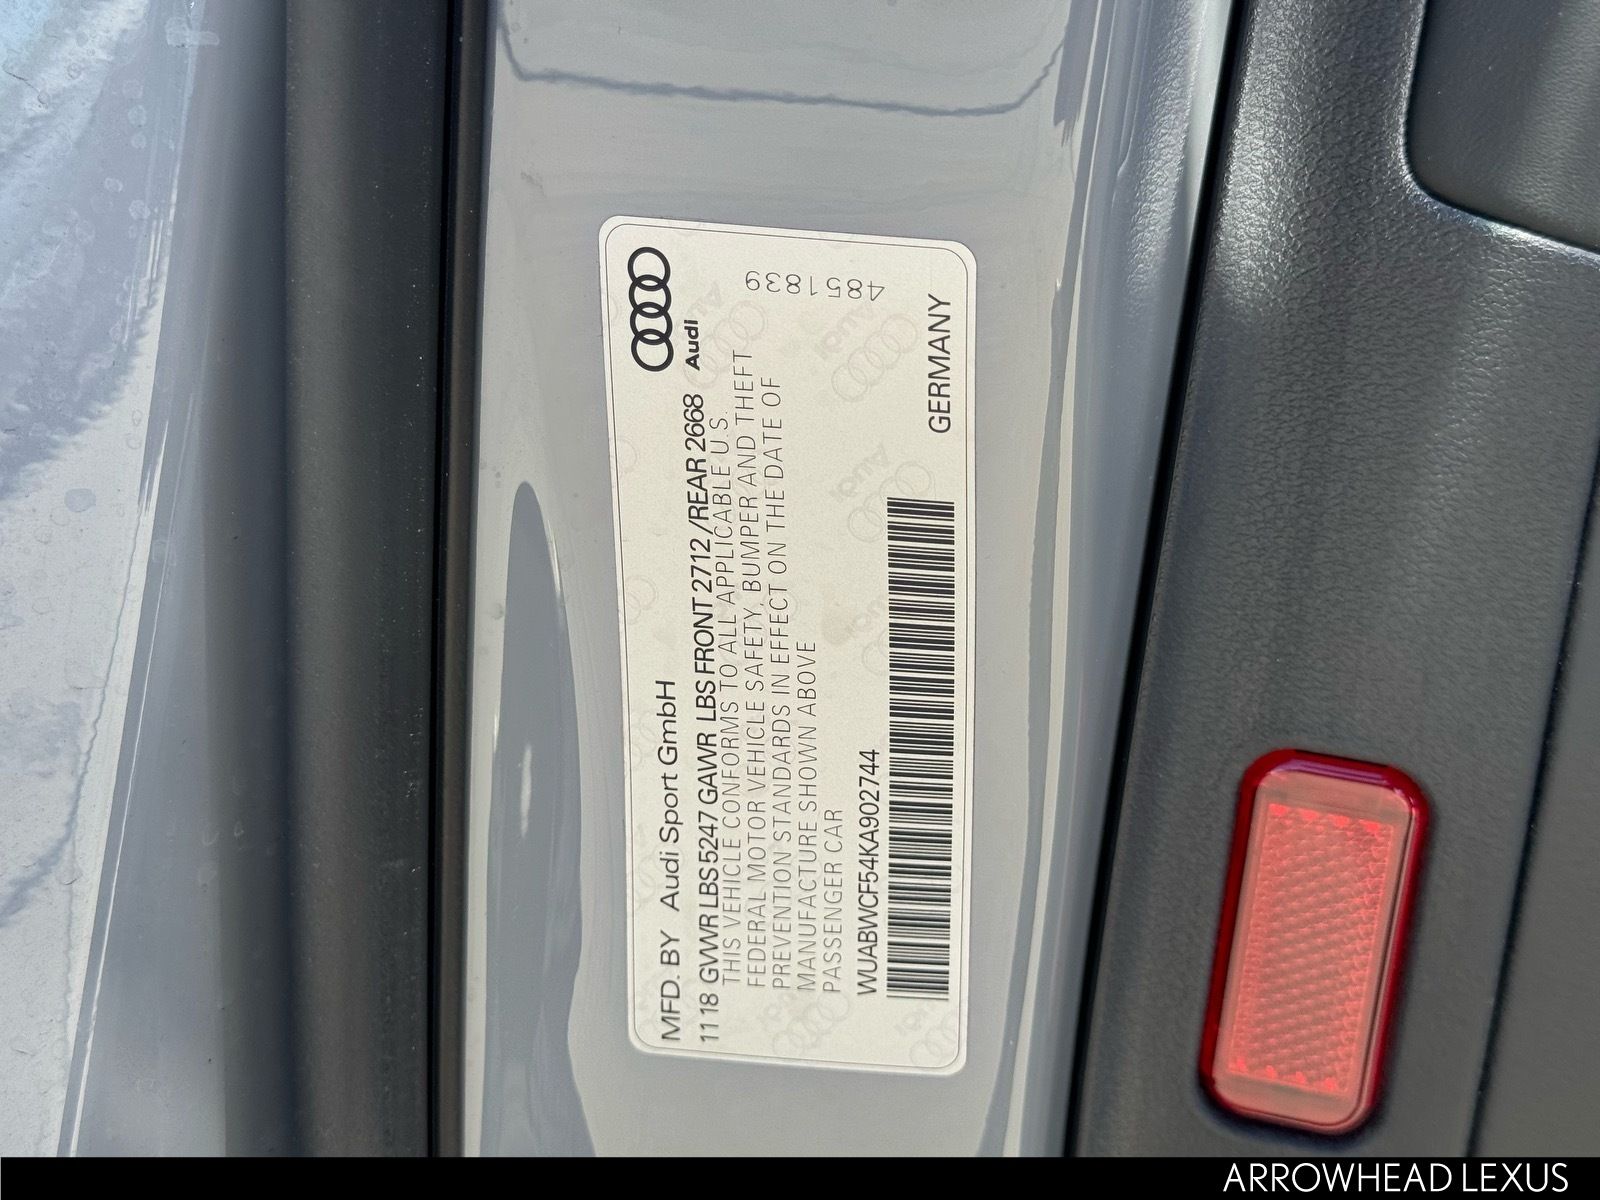 Audi
MFD. BY Audi Sport GmbH
1118 GWWR LBS 5247 GAWR LBS FRONT 2712 /REAR 2668
THIS VEHICLE CONFORMS TO ALL APPLICABLE U.S.
FEDERAL MOTOR VEHICLE SAFETY, BUMPER AND THEFT
PREVENTION STANDARDS IN EFFECT ON THE DATE OF
MANUFACTURE SHOWN ABOVE
PASSENGER CAR
WUABWCF54KA902744
GERMANY
4851839
ARROWHEAD LEXUS